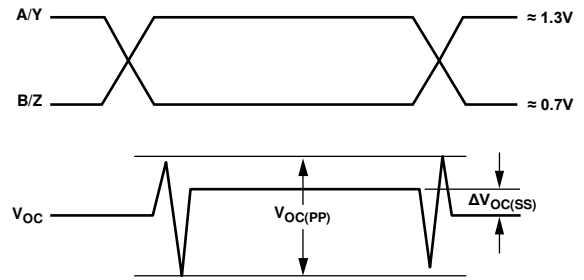 A/Y
≈ 1.3V
B/Z
≈ 0.7V
VOC
VOC(PP)
ΔVOC(SS)